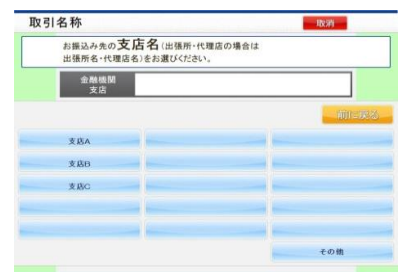 取引名称
取消
お振込み先の支店名(出張所・代理店の場合は
出張所名・代理店名)をお選びください。
金融機関
支店
前に戻る
支店A
支店B
支店C
その他